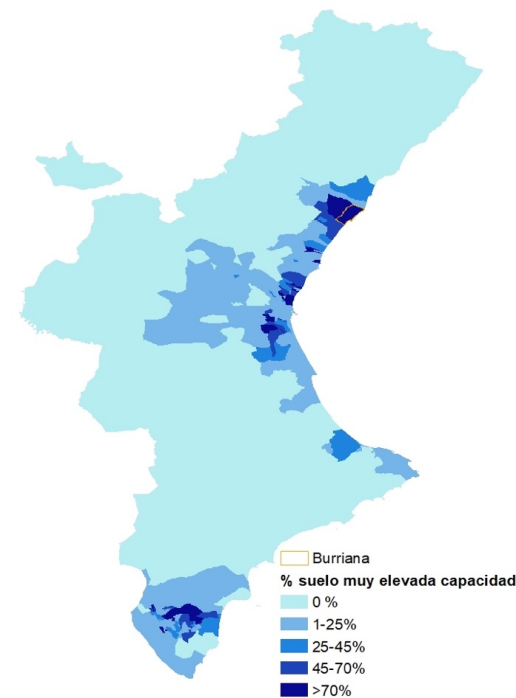 Burriana
% suelo muy elevada capacidad
0 %
1-25%
25-45%
45-70%
>70%